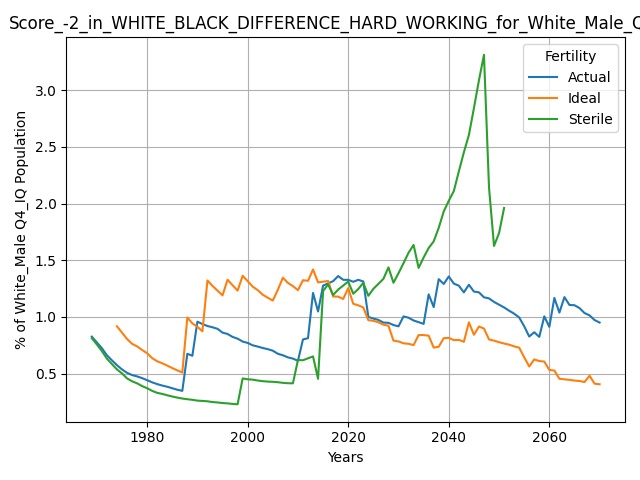 Score_-2_in_WHITE_BLACK_DIFFERENCE_HARD_WORKING_for_White_Male_
% of White_Male Q4_IQ Population
3.0
2.5
2.0
1.5
1.0
0.5
Fertility
Actual
Ideal
Sterile
1980
2000
2020
2040
2060
Years